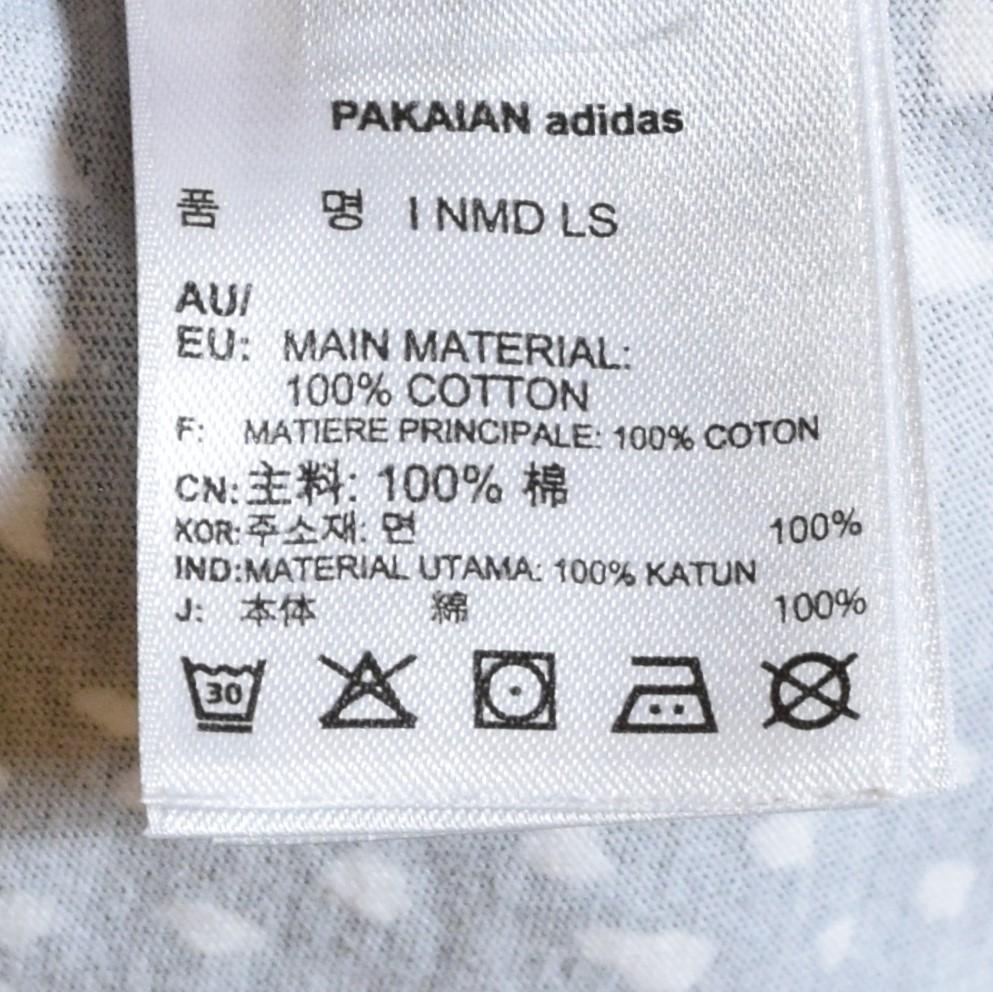 PAKAIAN adidas
품 명 I NMD LS
AU/
EU: MAIN MATERIAL:
100% COTTON
F: MATIERE PRINCIPALE: 100% COTON
CN: 主料: 100% 棉
KOR: 주소재: 면 100%
IND: MATERIAL UTAMA: 100% KATUN
J: 本体 綿 100%
30